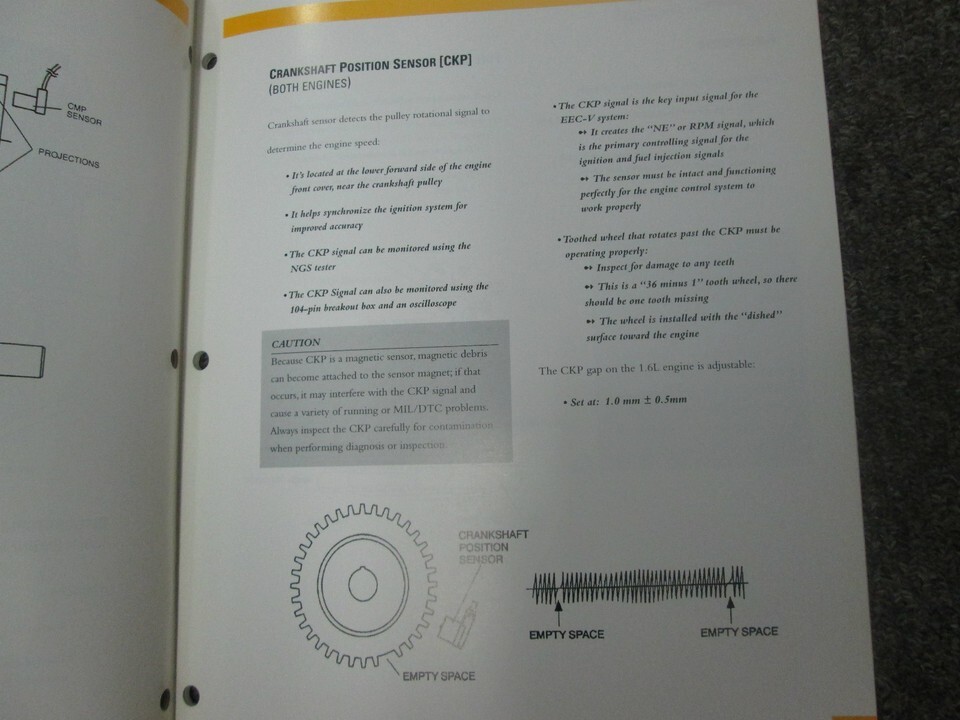 CMP
SENSOR
PROJECTIONS
CRANKSHAFT POSITION SENSOR [CKP]
(BOTH ENGINES)
Crankshaft sensor detects the pulley rotational signal to
determine the engine speed:
• It's located at the lower forward side of the engine
front cover, near the crankshaft pulley
• It helps synchronize the ignition system for
improved accuracy
• The CKP signal can be monitored using the
NGS tester
• The CKP Signal can also be monitored using the
104-pin breakout box and an oscilloscope
CAUTION
Because CKP is a magnetic sensor, magnetic debris
can become attached to the sensor magnet; if that
occurs, it may interfere with the CKP signal and
cause a variety of running or MIL/DTC problems.
Always inspect the CKP carefully for contamination
when performing diagnosis or inspection.
• The CKP signal is the key input signal for the
EEC-V system:
↔ It creates the "NE" or RPM signal, which
is the primary controlling signal for the
ignition and fuel injection signals
↔ The sensor must be intact and functioning
perfectly for the engine control system to
work properly
• Toothed wheel that rotates past the CKP must be
operating properly:
↔ Inspect for damage to any teeth
↔ This is a "36 minus 1" tooth wheel, so there
should be one tooth missing
↔ The wheel is installed with the "dished"
surface toward the engine
The CKP gap on the 1.6L engine is adjustable:
• Set at: 1.0 mm ± 0.5mm
CRANKSHAFT
POSITION
SENSOR
EMPTY SPACE
EMPTY SPACE
EMPTY SPACE